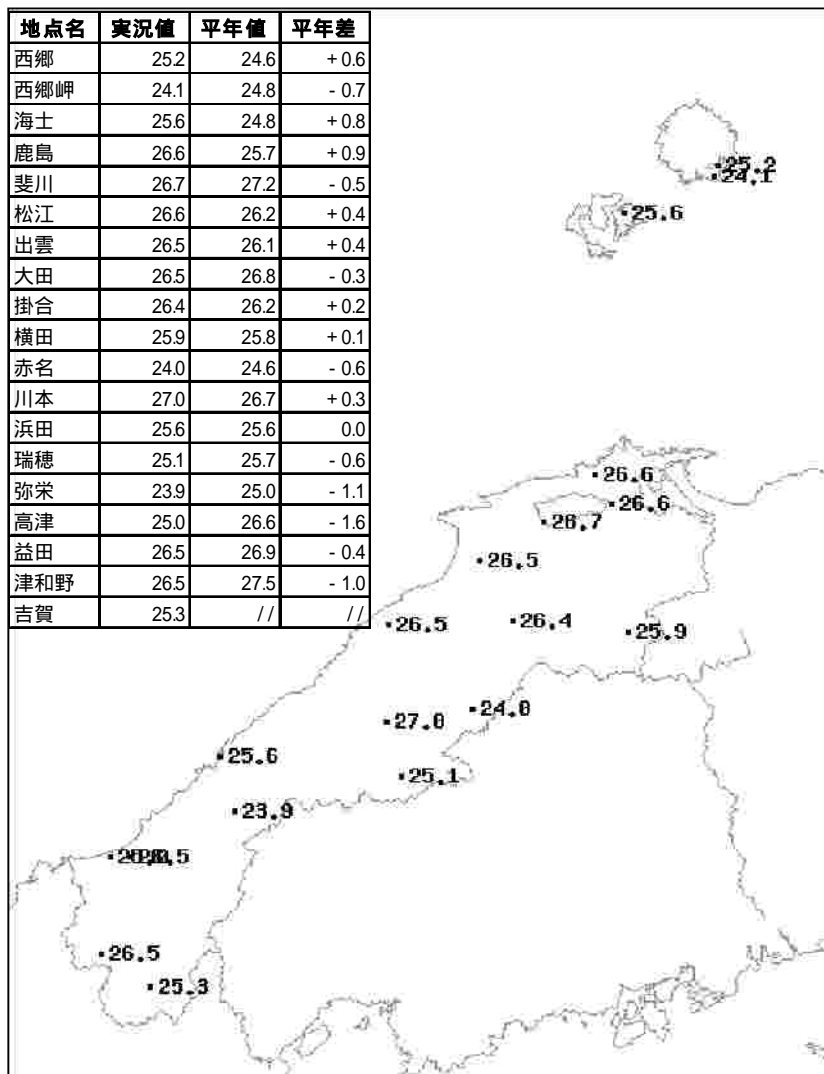 地点名 実況値 平年値 平年差
西郷 25.2 24.6 +0.6
西郷岬 24.1 24.8 -0.7
海士 25.6 24.8 +0.8
鹿島 26.6 25.7 +0.9
斐川 26.7 27.2 -0.5
松江 26.6 26.2 +0.4
出雲 26.5 26.1 +0.4
大田 26.5 26.8 -0.3
掛合 26.4 26.2 +0.2
横田 25.9 25.8 +0.1
赤名 24.0 24.6 -0.6
川本 27.0 26.7 +0.3
浜田 25.6 25.6 0.0
瑞穂 25.1 25.7 -0.6
弥栄 23.9 25.0 -1.1
高津 25.0 26.6 -1.6
益田 26.5 26.9 -0.4
津和野 26.5 27.5 -1.0
吉賀 25.3 // //
25.2
24.1
25.6
26.6
26.6
26.7
26.5
26.5
26.4
25.9
24.0
27.0
25.6
25.1
23.9
26.5
25.3